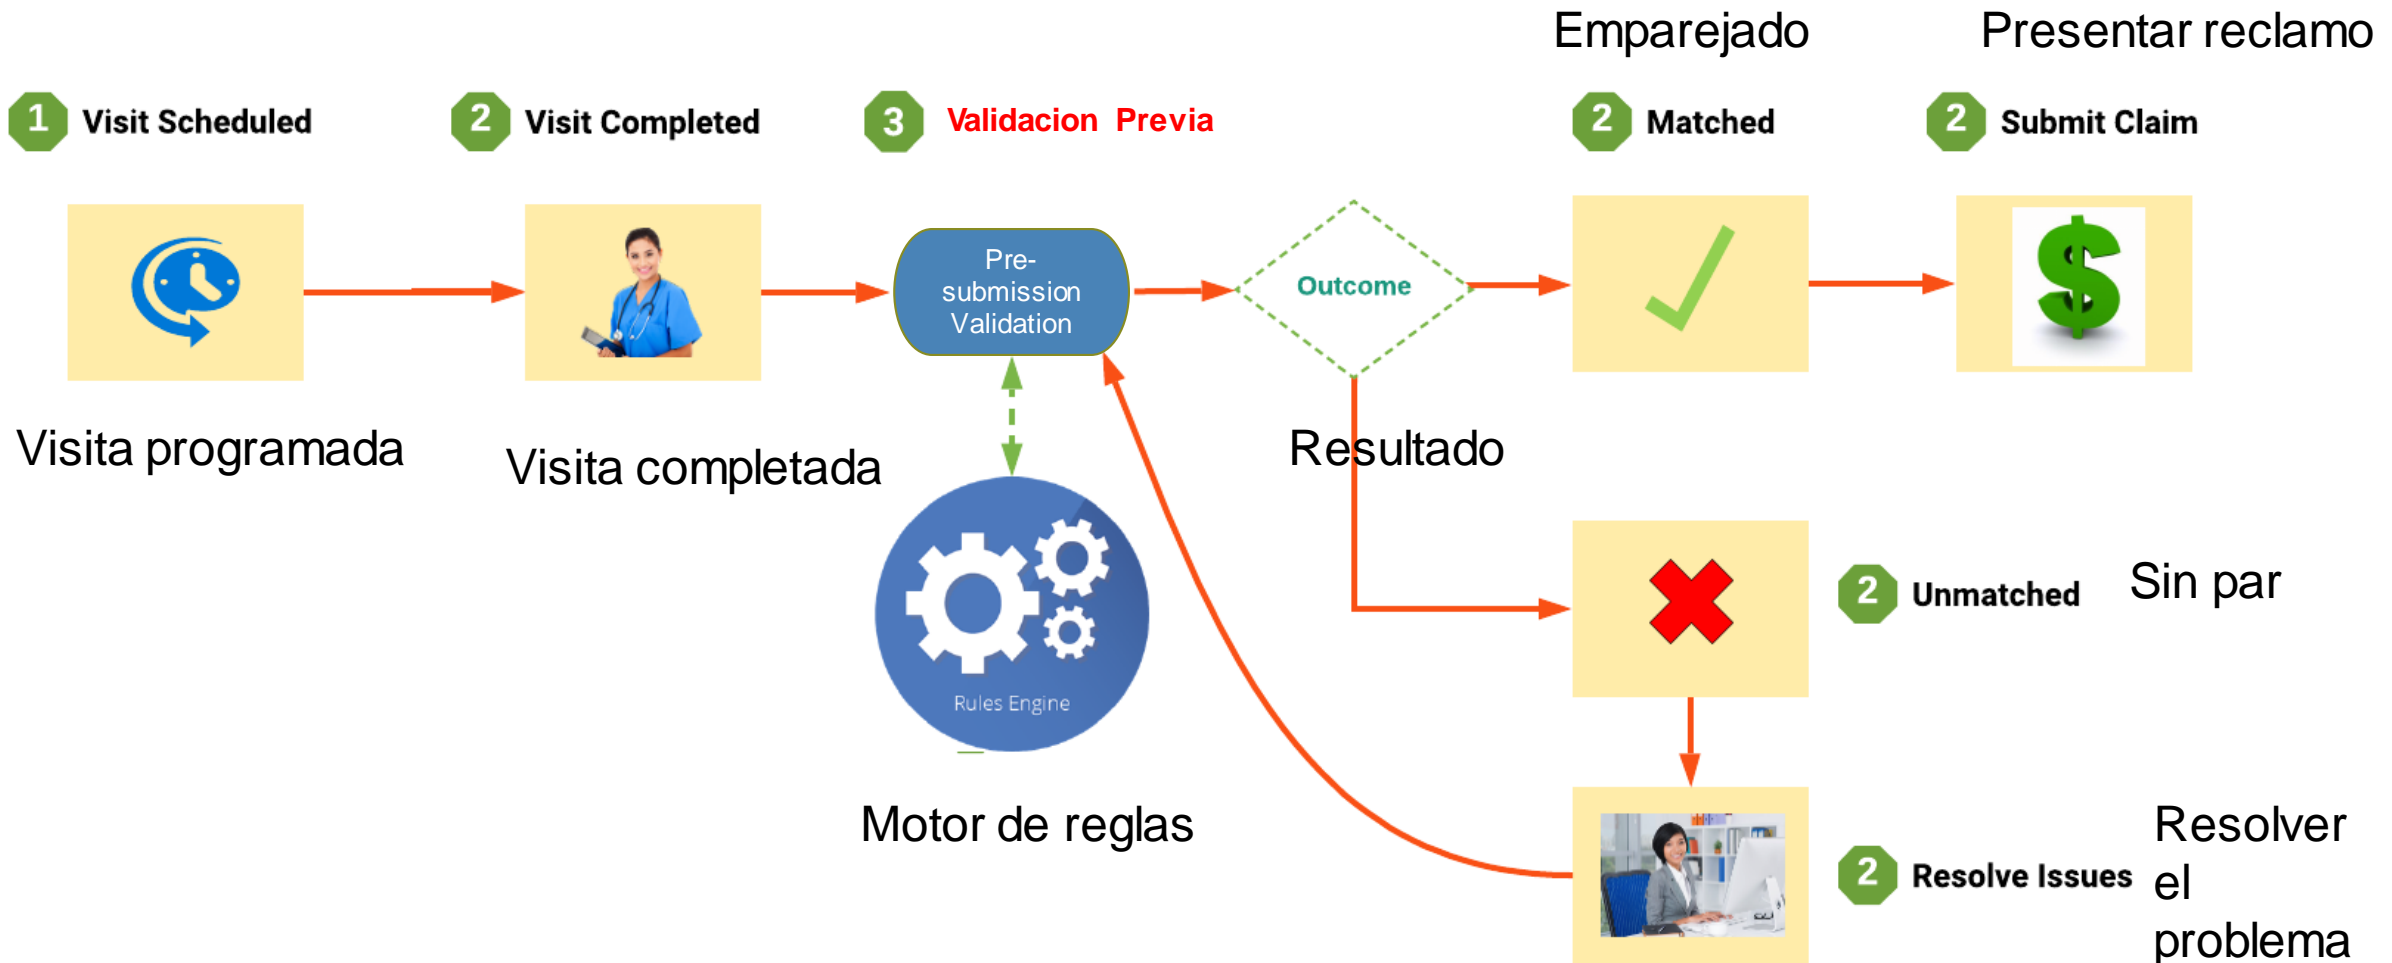 Emparejado
Presentar reclamo
1 Visit Scheduled
2 Visit Completed
3 Validacion Previa
2 Matched
2 Submit Claim
Pre-
submission
Validation
Outcome
Visita programada
Visita completada
Resultado
Rules Engine
Motor de reglas
2 Unmatched
Sin par
2 Resolve Issues
Resolver
el
problema